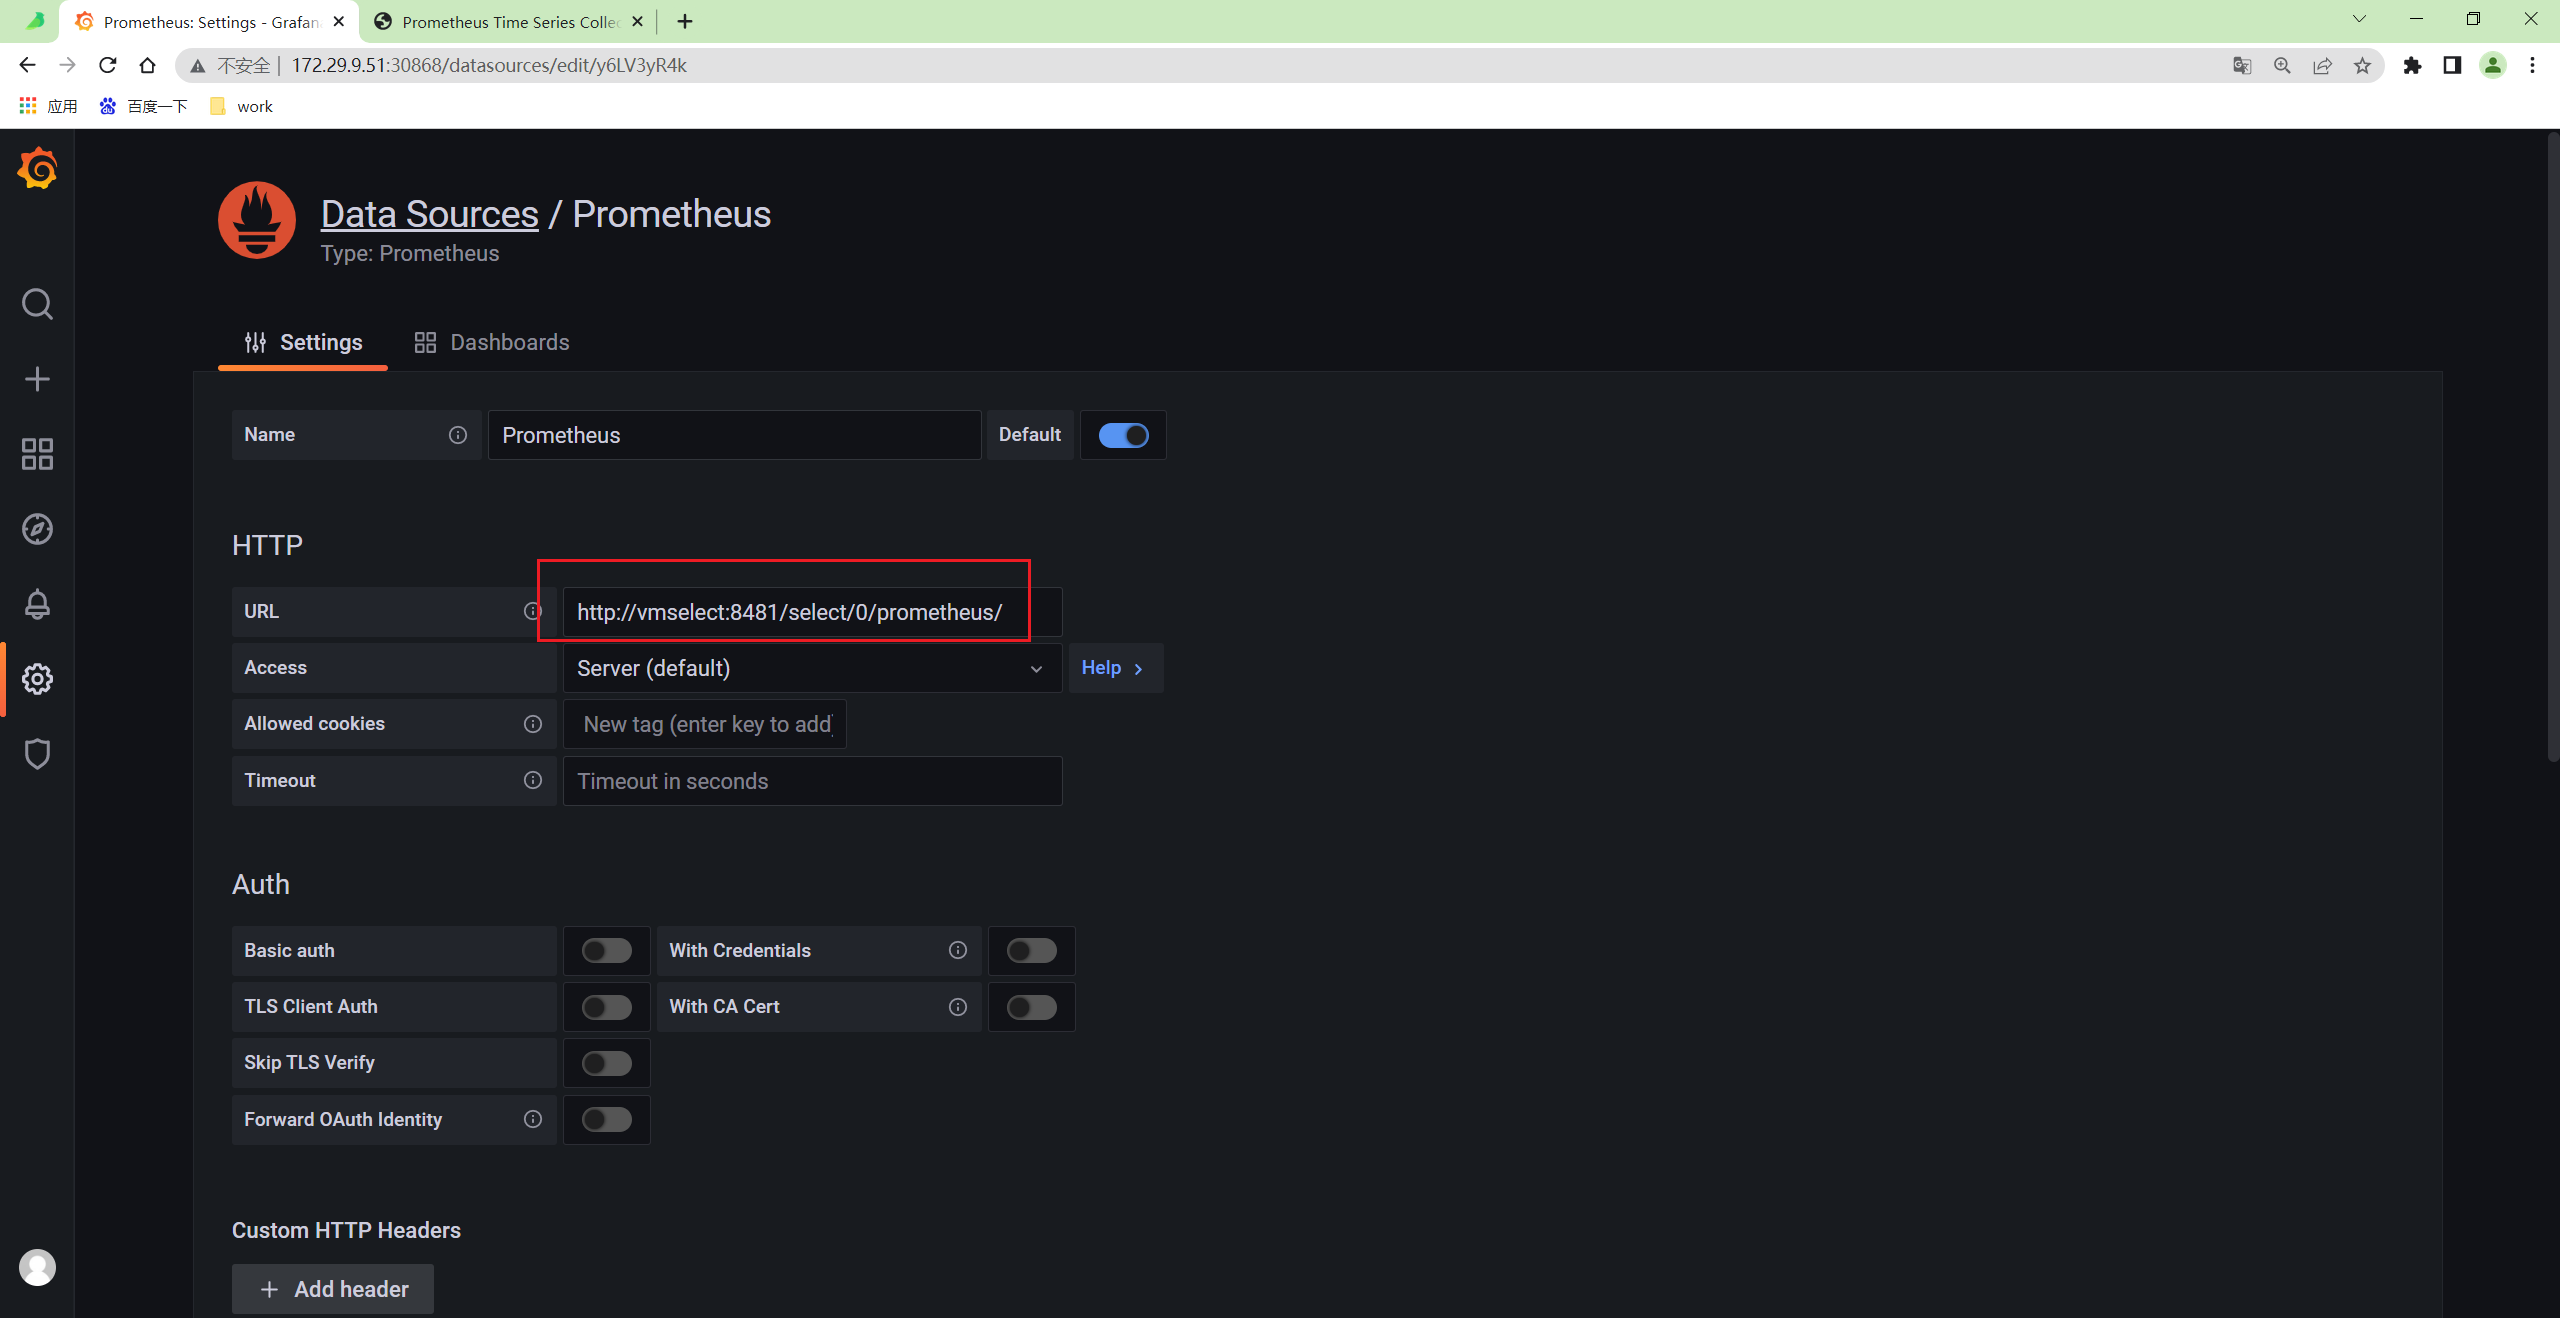 Prometheus: Settings - Grafan
Prometheus Time Series Collec
不安全 | 172.29.9.51:30868/datasources/edit/y6LV3yR4k
应用
百度一下
work
Data Sources / Prometheus
Type: Prometheus
Settings
Dashboards
Name
Prometheus
Default
HTTP
URL
http://vmselect:8481/select/0/prometheus/
Access
Server (default)
Help
Allowed cookies
New tag (enter key to add)
Timeout
Timeout in seconds
Auth
Basic auth
With Credentials
TLS Client Auth
With CA Cert
Skip TLS Verify
Forward OAuth Identity
Custom HTTP Headers
+ Add header